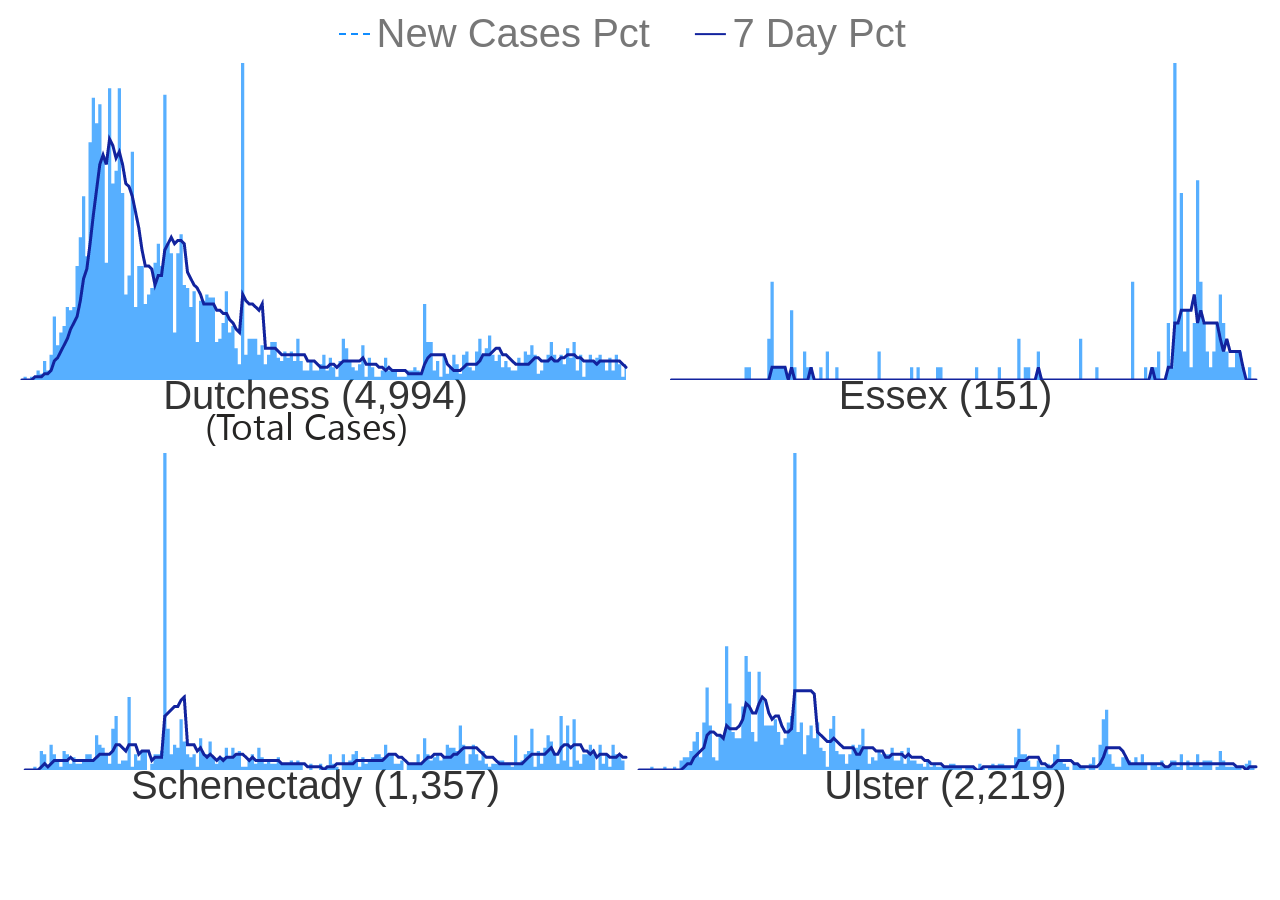 New Cases Pct 7 Day Pct
Dutchess (4,994)
(Total Cases)
Essex (151)
Schenectady (1,357)
Ulster (2,219)